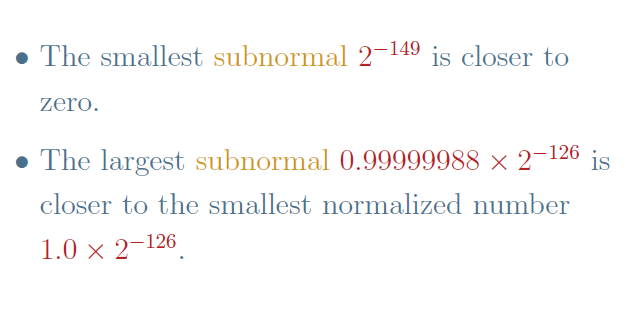 • The smallest subnormal 2⁻¹⁴⁹ is closer to
zero.
• The largest subnormal 0.99999988 × 2⁻¹²⁶ is
closer to the smallest normalized number
1.0 × 2⁻¹²⁶.